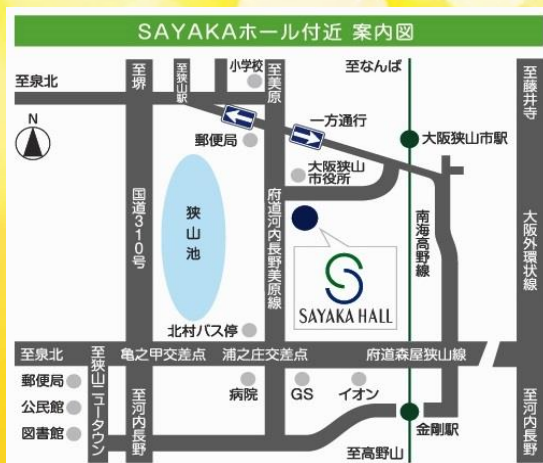 SAYAKAホール付近 案内図
至泉北
至堺
至狭山駅
小学校
至美原
至なんば
至藤井寺
N
郵便局
一方通行
大阪狭山市駅
大阪狭山
市役所
国道310号
狭山池
府道河内長野美原線
南海高野線
大阪外環状線
SAYAKA HALL
北村バス停
至泉北
亀之甲交差点
浦之庄交差点
府道森屋狭山線
至狭山ニュータウン
郵便局
公民館
図書館
至河内長野
病院
GS
イオン
金剛駅
至河内長野
至高野山